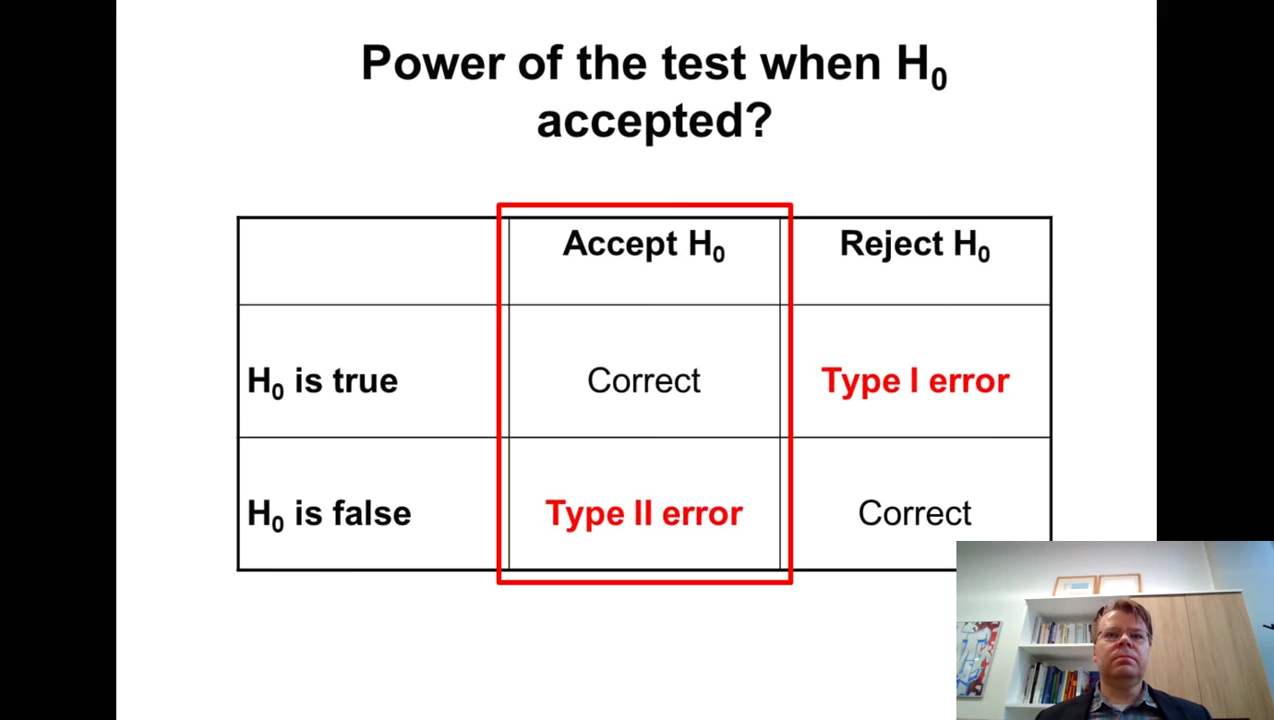 Power of the test when H₀
accepted?
Accept H₀
Reject H₀
H₀ is true
Correct
Type I error
H₀ is false
Type II error
Correct